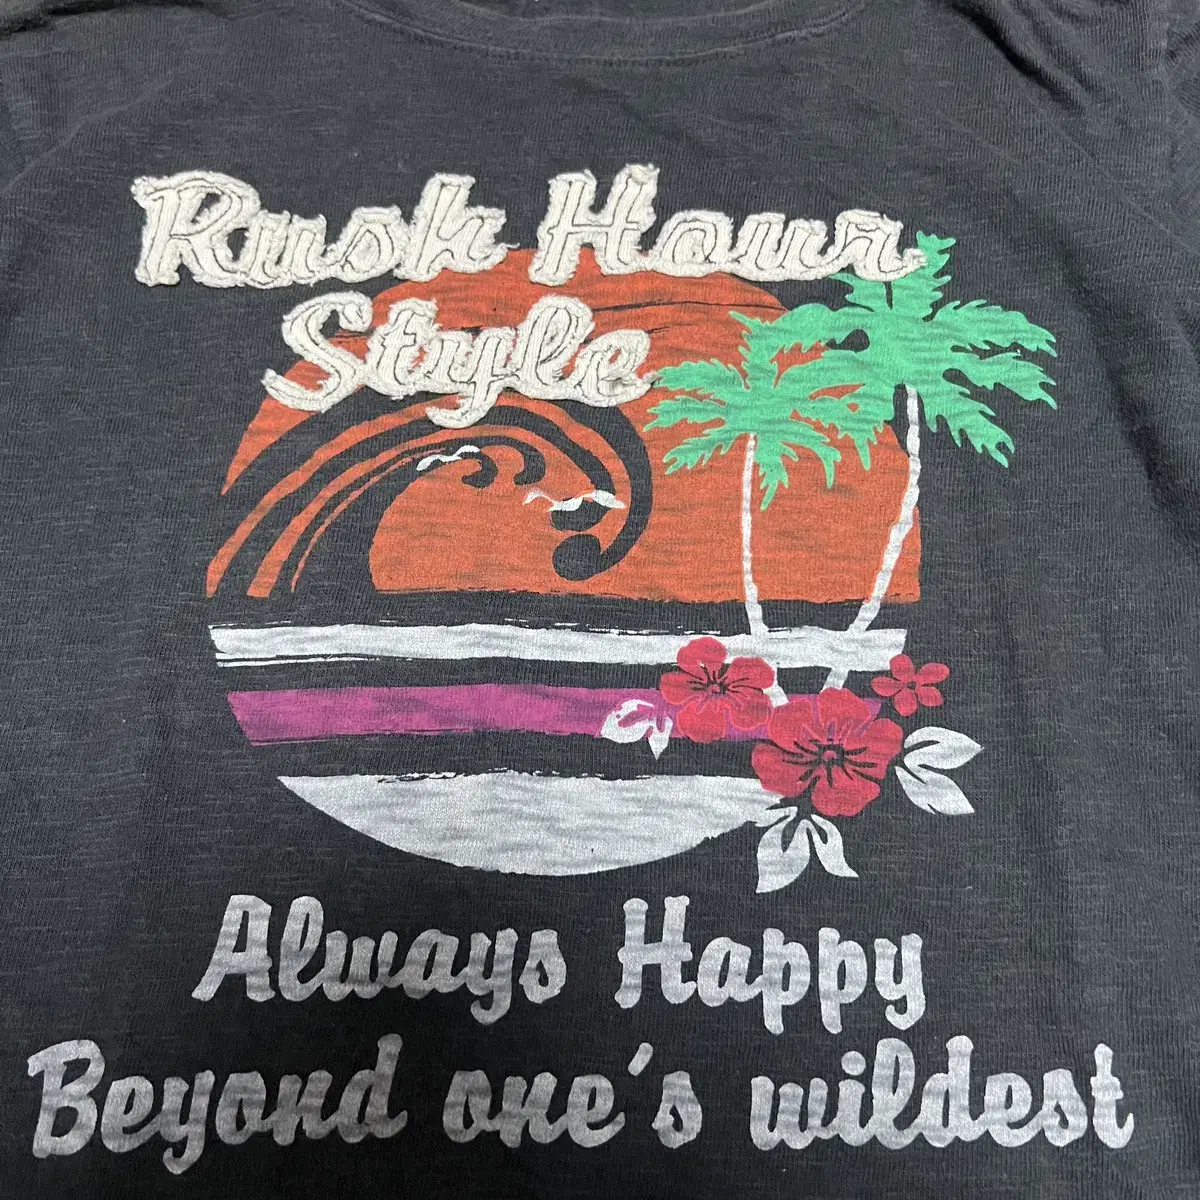 Rush Hour
Style
Always Happy
Beyond one's wildest